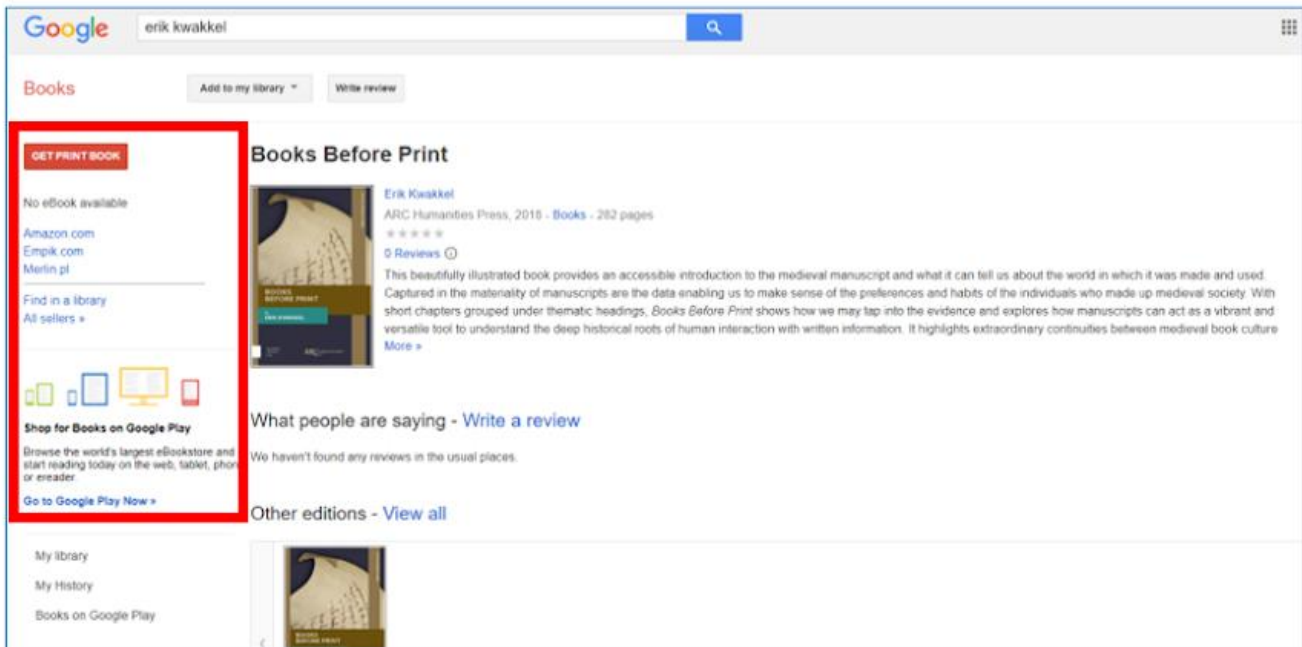 Google
erik kwakkel
Books
Add to my library
Write review
GET PRINT BOOK
No eBook available
Amazon.com
Empik.com
Merlin.pl
Find in a library
All sellers »
Shop for Books on Google Play
Browse the world's largest eBookstore and
start reading today on the web, tablet, phone
or ereader.
Go to Google Play Now »
My library
My History
Books on Google Play
Books Before Print
BOOKS
BEFORE PRINT
ERIK KWAKKEL
Erik Kwakkel
ARC Humanities Press, 2018 - Books - 282 pages
0 Reviews
This beautifully illustrated book provides an accessible introduction to the medieval manuscript and what it can tell us about the world in which it was made and used.
Captured in the materiality of manuscripts are the data enabling us to make sense of the preferences and habits of the individuals who made up medieval society. With
short chapters grouped under thematic headings, Books Before Print shows how we may tap into the evidence and explores how manuscripts can act as a vibrant and
versatile tool to understand the deep historical roots of human interaction with written information. It highlights extraordinary continuities between medieval book culture
More »
What people are saying - Write a review
We haven't found any reviews in the usual places.
Other editions - View all
BOOKS
BEFORE PRINT